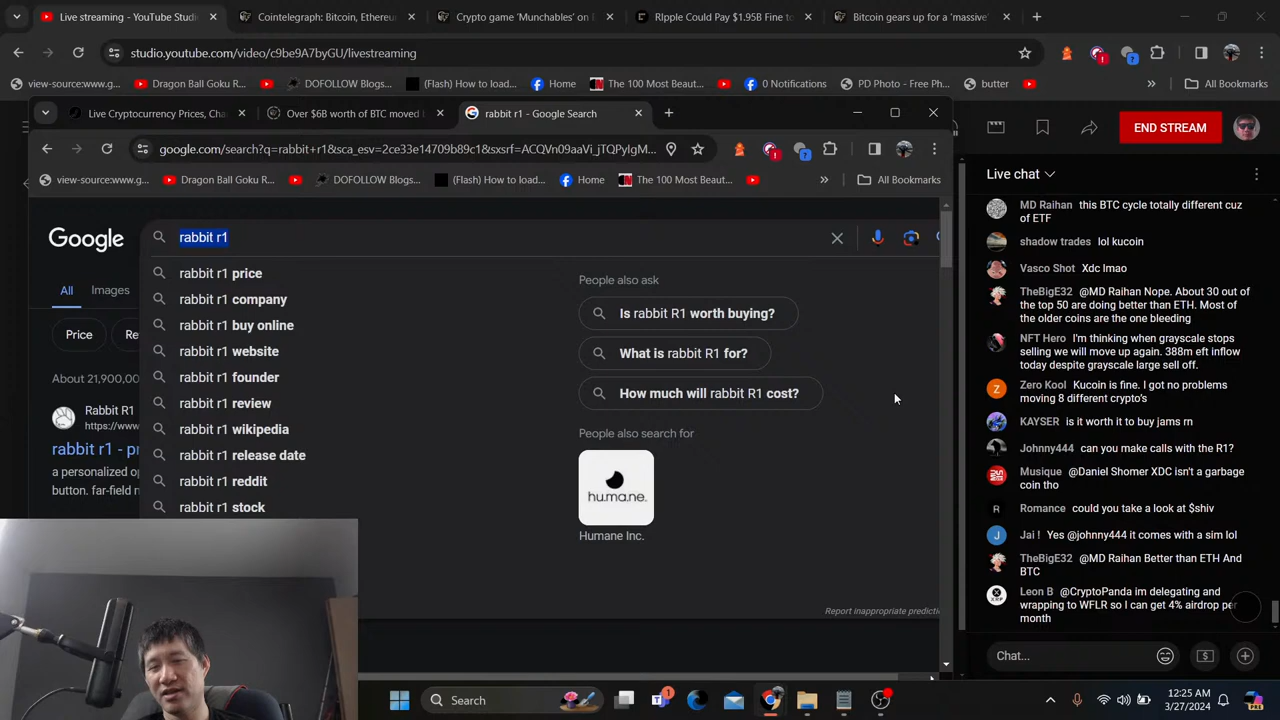 Live streaming - YouTube Studio
Cointelegraph: Bitcoin, Ethereu
Crypto game 'Munchables' on B
RIpple Could Pay $1.95B Fine to
Bitcoin gears up for a 'massive'
studio.youtube.com/video/c9be9A7byGU/livestreaming
view-source:www.g...
Dragon Ball Goku R...
DOFOLLOW Blogs...
(Flash) How to load...
Home
The 100 Most Beaut...
0 Notifications
PD Photo - Free Ph...
butter
All Bookmarks
Live Cryptocurrency Prices, Cha
Over $6B worth of BTC moved
rabbit r1 - Google Search
google.com/search?q=rabbit+r1&sca_esv=2ce33e14709b89c1&sxsrf=ACQVn09aaVi_jTQPyIgM...
view-source:www.g...
Dragon Ball Goku R...
DOFOLLOW Blogs...
(Flash) How to load...
Home
The 100 Most Beaut...
All Bookmarks
END STREAM
Google
rabbit r1
All
Images
Price
Re
About 21,900,00
Rabbit R1
https://www
rabbit r1 - pr
a personalized o
button. far-field m
rabbit r1 price
rabbit r1 company
rabbit r1 buy online
rabbit r1 website
rabbit r1 founder
rabbit r1 review
rabbit r1 wikipedia
rabbit r1 release date
rabbit r1 reddit
rabbit r1 stock
People also ask
Is rabbit R1 worth buying?
What is rabbit R1 for?
How much will rabbit R1 cost?
People also search for
hu.ma.ne.
Humane Inc.
Report inappropriate predicti
Live chat
MD Raihan this BTC cycle totally different cuz
of ETF
shadow trades lol kucoin
Vasco Shot Xdc lmao
TheBigE32 @MD Raihan Nope. About 30 out of
the top 50 are doing better than ETH. Most of
the older coins are the one bleeding
NFT Hero I'm thinking when grayscale stops
selling we will move up again. 388m eft inflow
today despite grayscale large sell off.
Zero Kool Kucoin is fine. I got no problems
moving 8 different crypto's
KAYSER is it worth it to buy jams rn
Johnny444 can you make calls with the R1?
Musique @Daniel Shomer XDC isn't a garbage
coin tho
R
Romance could you take a look at $shiv
J
Jai ! Yes @johnny444 it comes with a sim lol
TheBigE32 @MD Raihan Better than ETH And
BTC
Leon B @CryptoPanda im delegating and
wrapping to WFLR so I can get 4% airdrop per
month
Chat...
Search
12:25 AM
3/27/2024